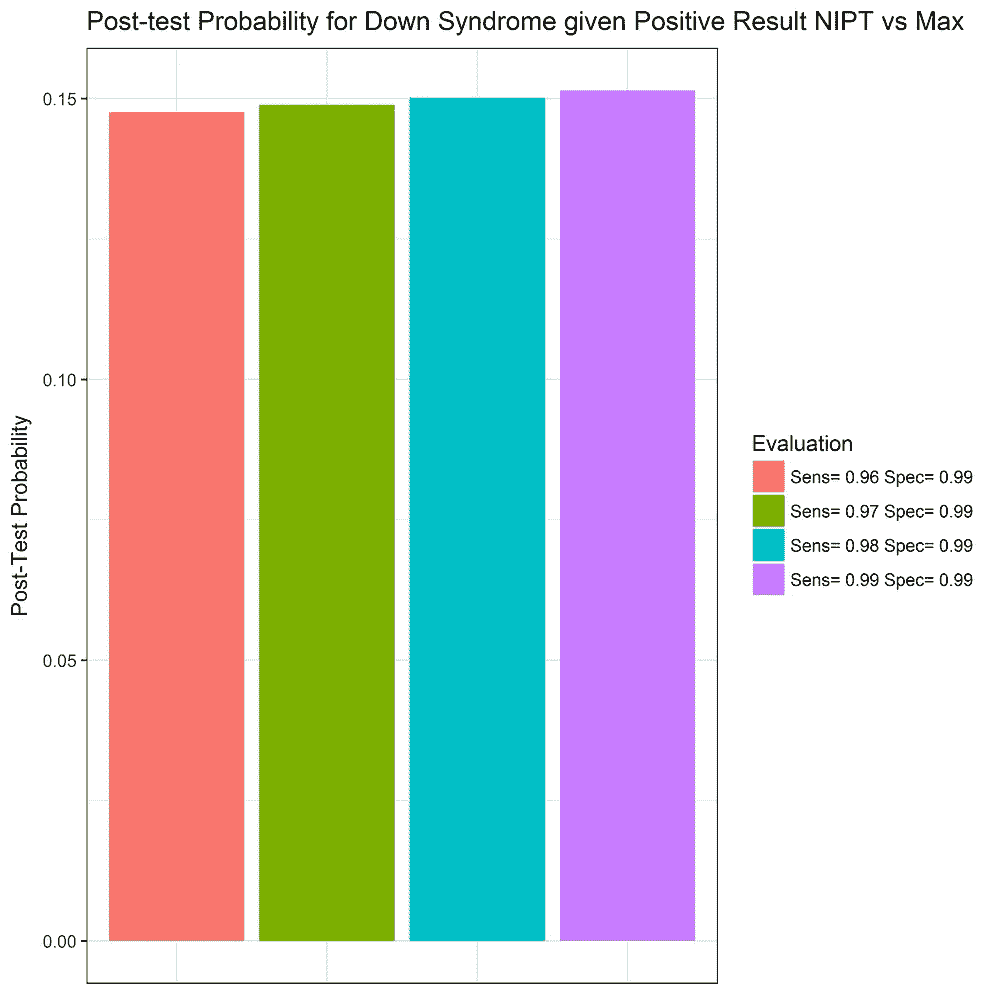 Post-test Probability for Down Syndrome given Positive Result NIPT vs Max
0.15
0.10
0.05
0.00
Post-Test Probability
Evaluation
Sens= 0.96 Spec= 0.99
Sens= 0.97 Spec= 0.99
Sens= 0.98 Spec= 0.99
Sens= 0.99 Spec= 0.99